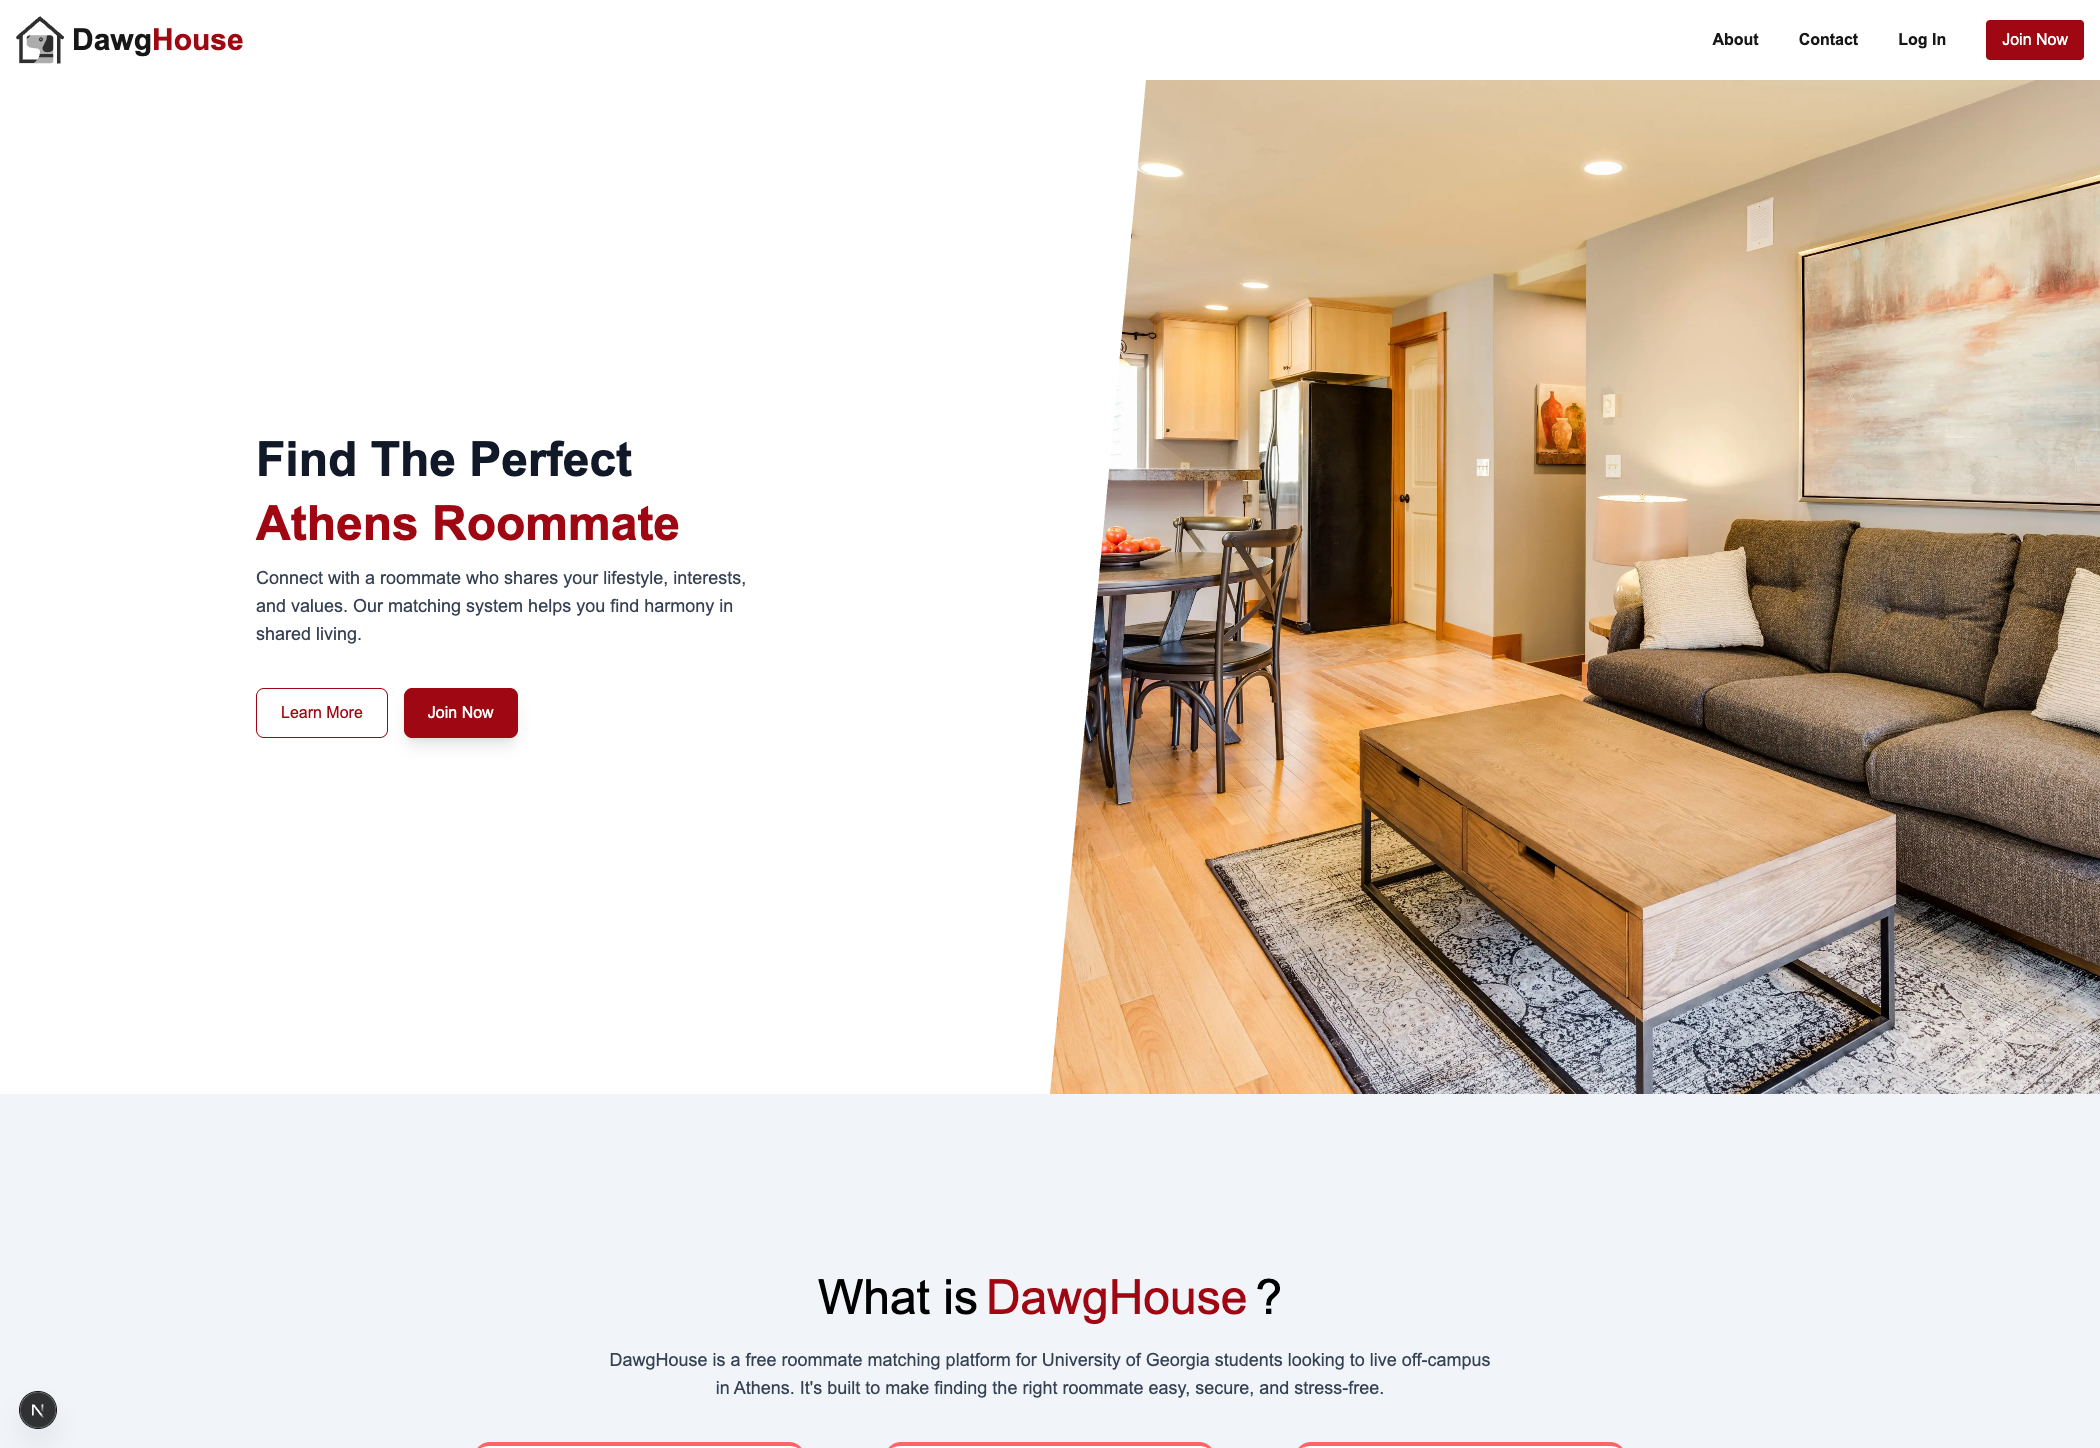 DawgHouse
About
Contact
Log In
Join Now
Find The Perfect
Athens Roommate
Connect with a roommate who shares your lifestyle, interests,
and values. Our matching system helps you find harmony in
shared living.
Learn More
Join Now
What is DawgHouse ?
DawgHouse is a free roommate matching platform for University of Georgia students looking to live off-campus
in Athens. It's built to make finding the right roommate easy, secure, and stress-free.
N